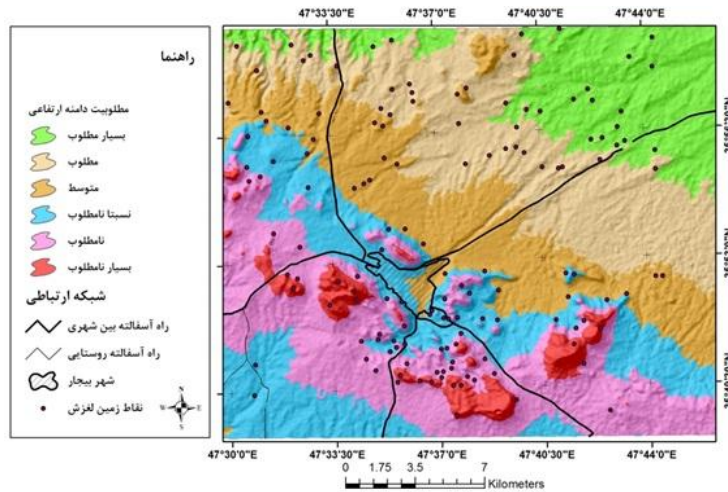 47°33'30"E
47°37'0"E
47°40'30"E
47°44'0"E
راهنما
مطلوبیت دامنه ارتفاعی
بسیار مطلوب
مطلوب
متوسط
نسبتا نامطلوب
نامطلوب
بسیار نامطلوب
شبکه ارتباطی
راه آسفالته بین شهری
راه آسفالته روستایی
شهر بیجار
نقاط زمین لغزش
N
W
E
S
47°30'0"E
47°33'30"E
47°37'0"E
47°40'30"E
47°44'0"E
0 1.75 3.5 7
Kilometers